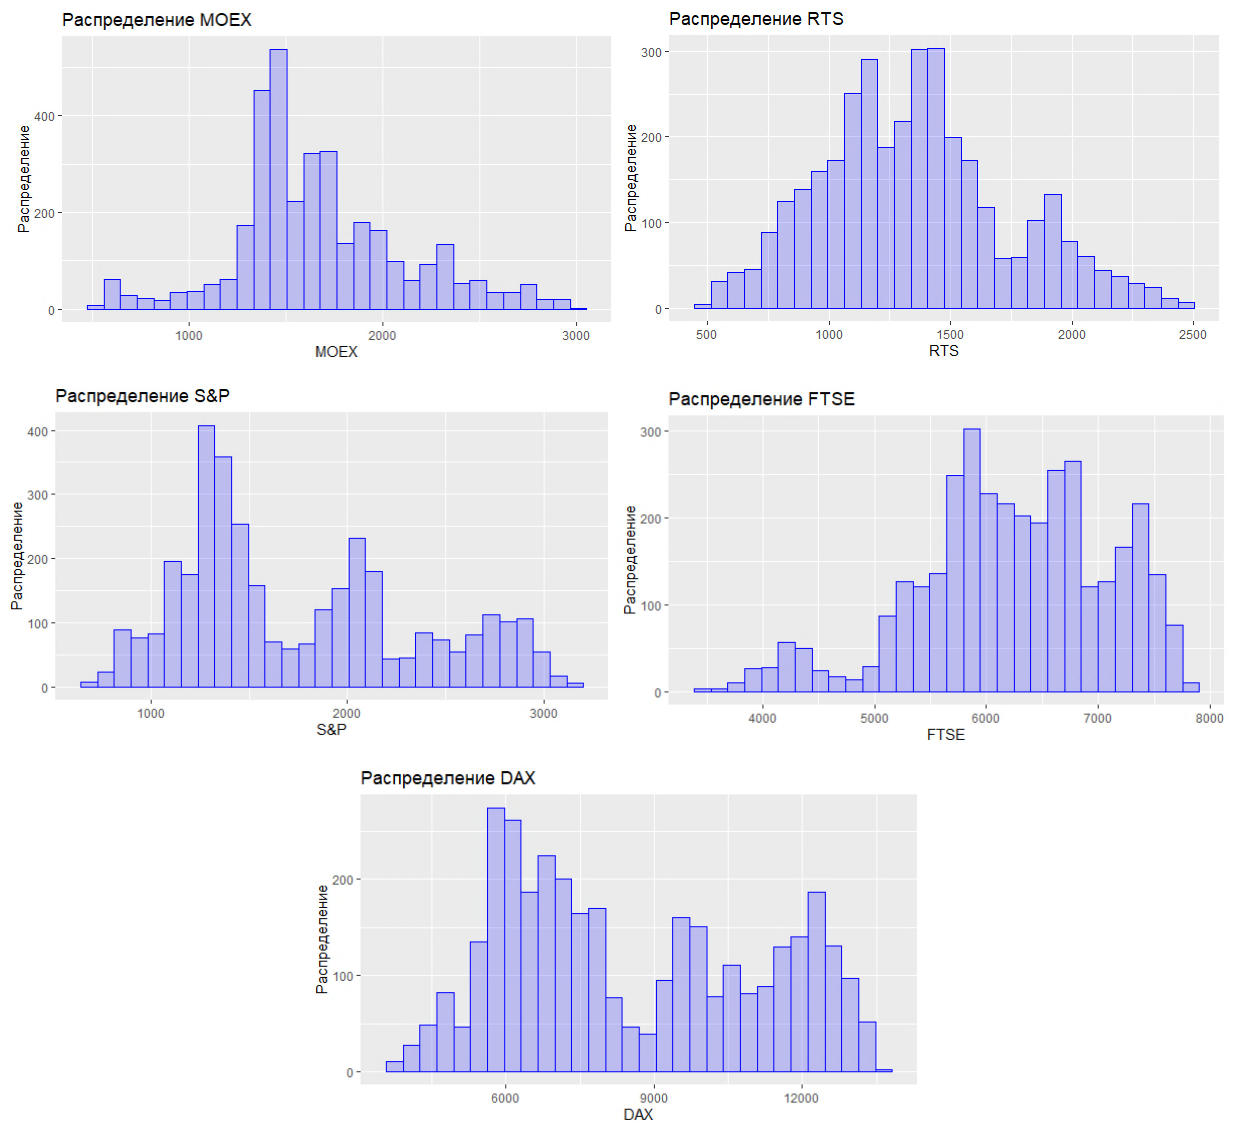 Распределение MOEX
Распределение
400
200
0
1000 2000 3000
MOEX
Распределение RTS
Распределение
300
200
100
0
500 1000 1500 2000 2500
RTS
Распределение S&P
Распределение
400
300
200
100
0
1000 2000 3000
S&P
Распределение FTSE
Распределение
300
200
100
0
4000 5000 6000 7000 8000
FTSE
Распределение DAX
Распределение
200
100
0
6000 9000 12000
DAX